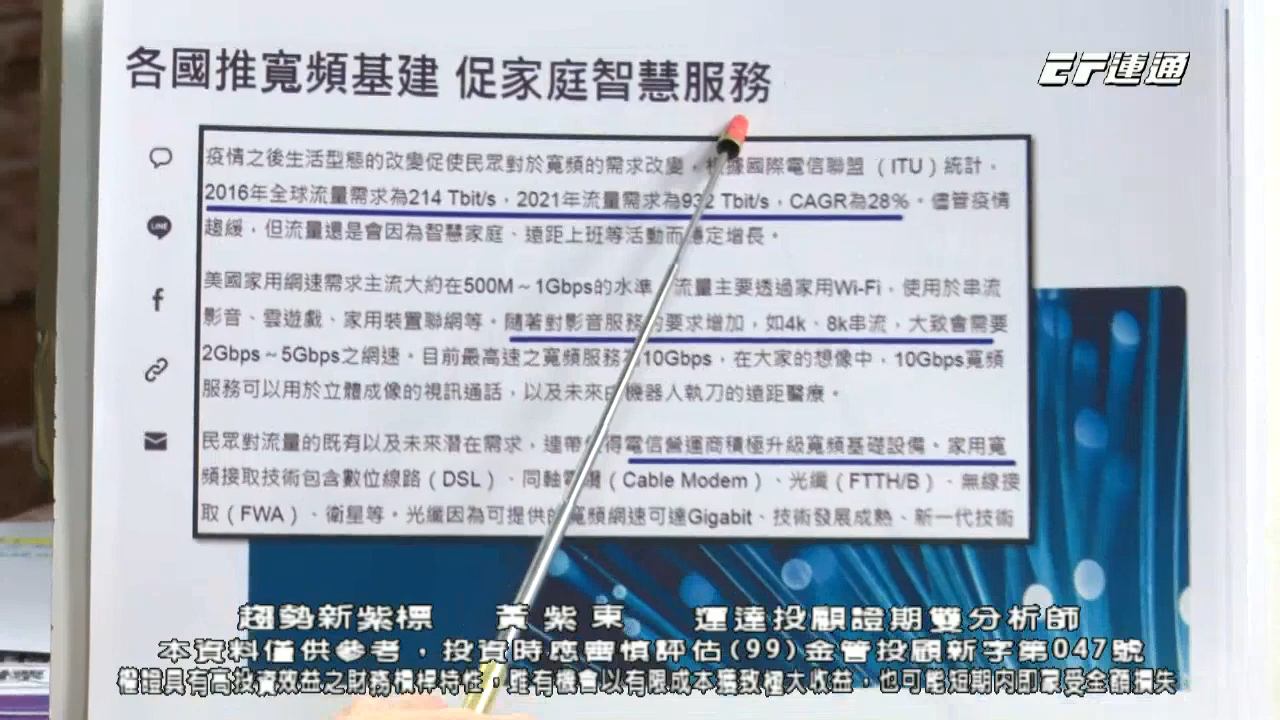 各國推寬頻基建 促家庭智慧服務
EF運通
疫情之後生活型態的改變促使民眾對於寬頻的需求改變，根據國際電信聯盟（ITU）統計，
2016年全球流量需求為214 Tbit/s，2021年流量需求為932 Tbit/s，CAGR為28%。儘管疫情
趨緩，但流量還是會因為智慧家庭、遠距上班等活動而穩定增長。
美國家用網速需求主流大約在500M～1Gbps的水準，流量主要透過家用Wi-Fi，使用於串流
影音、雲遊戲、家用裝置聯網等。隨著對影音服務的要求增加，如4k、8k串流，大致會需要
2Gbps～5Gbps之網速。目前最高速之寬頻服務為10Gbps，在大家的想像中，10Gbps寬頻
服務可以用於立體成像的視訊通話，以及未來由機器人執刀的遠距醫療。
民眾對流量的既有以及未來潛在需求，連帶使得電信營運商積極升級寬頻基礎設備、家用寬
頻接取技術包含數位線路（DSL）、同軸電纜（Cable Modem）、光纖（FTTH/B）、無線接
取（FWA）、衛星等。光纖因為可提供的寬頻網速可達Gigabit、技術發展成熟、新一代技術
LINE
趨勢新紫標 黃紫東 運達投顧證期雙分析師
本資料僅供參考，投資時應審慎評估(99)金管投顧新字第047號
權證具有高投資效益之財務槓桿特性，雖有機會以有限成本獲致極大收益，也可能短期內即蒙受全額損失